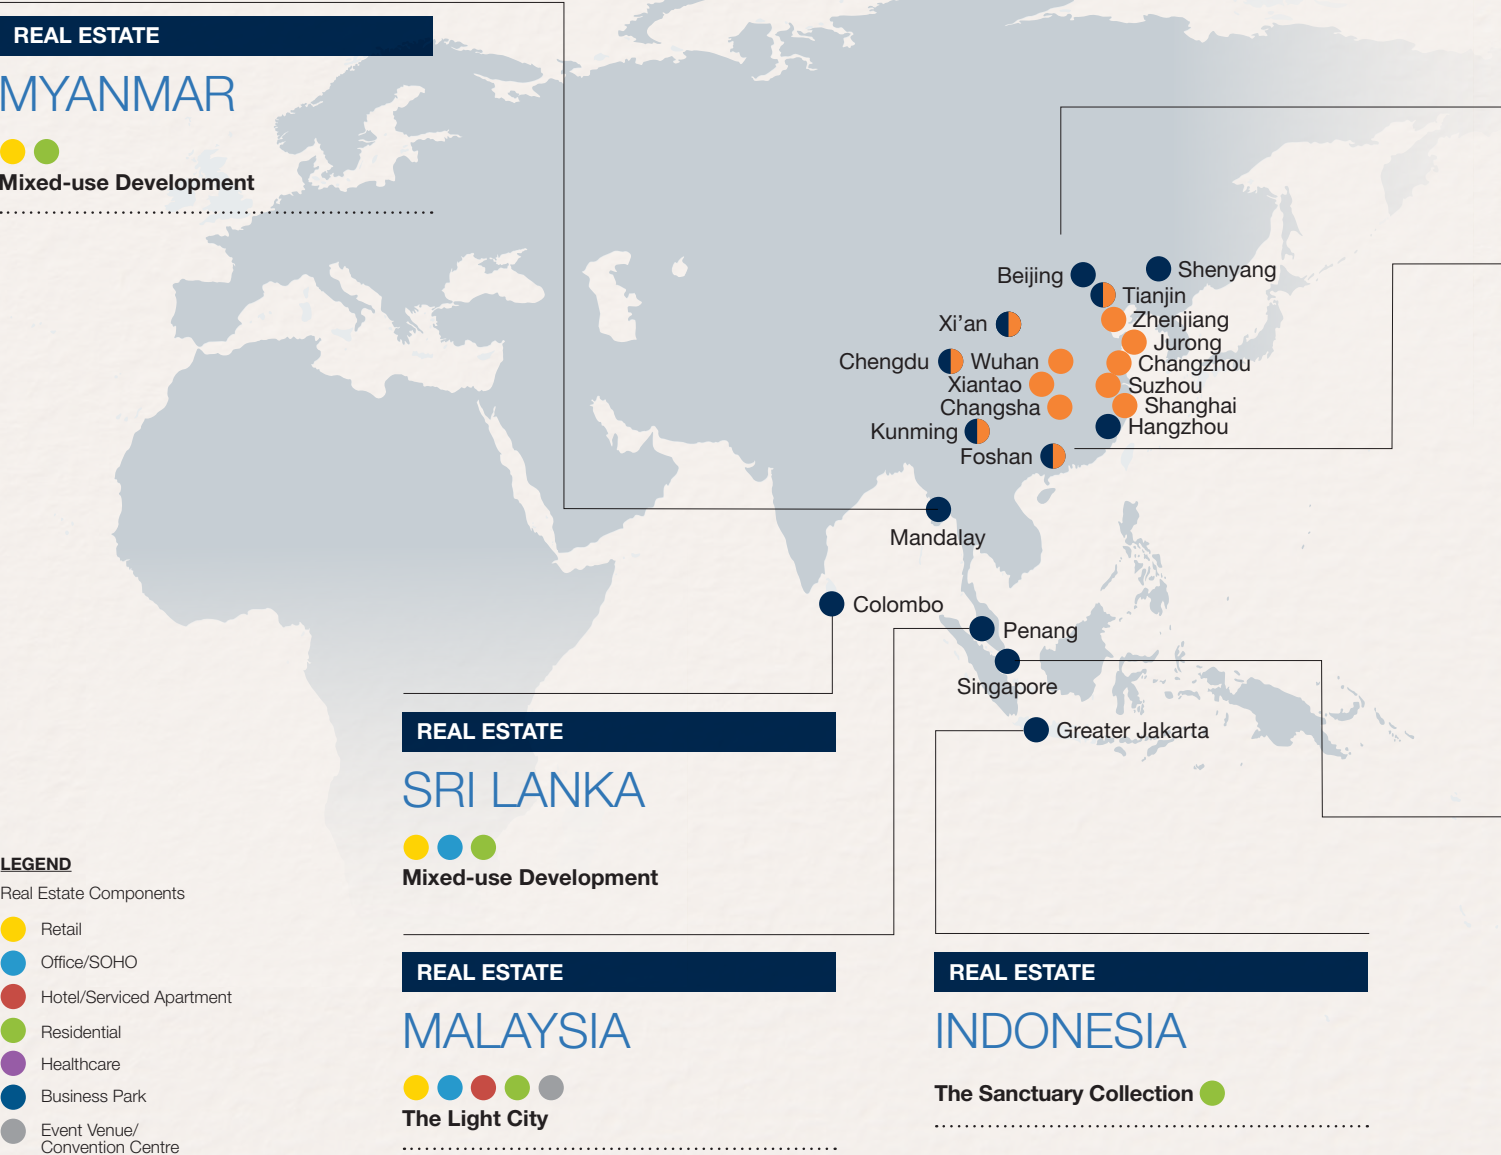 REAL ESTATE
MYANMAR
Mixed-use Development
Beijing
Shenyang
Tianjin
Xi’an
Zhenjiang
Jurong
Chengdu
Wuhan
Changzhou
Xiantao
Suzhou
Changsha
Shanghai
Kunming
Hangzhou
Foshan
Mandalay
Colombo
Penang
Singapore
Greater Jakarta
REAL ESTATE
SRI LANKA
Mixed-use Development
LEGEND
Real Estate Components
Retail
Office/SOHO
Hotel/Serviced Apartment
Residential
Healthcare
Business Park
Event Venue/
Convention Centre
REAL ESTATE
MALAYSIA
The Light City
REAL ESTATE
INDONESIA
The Sanctuary Collection